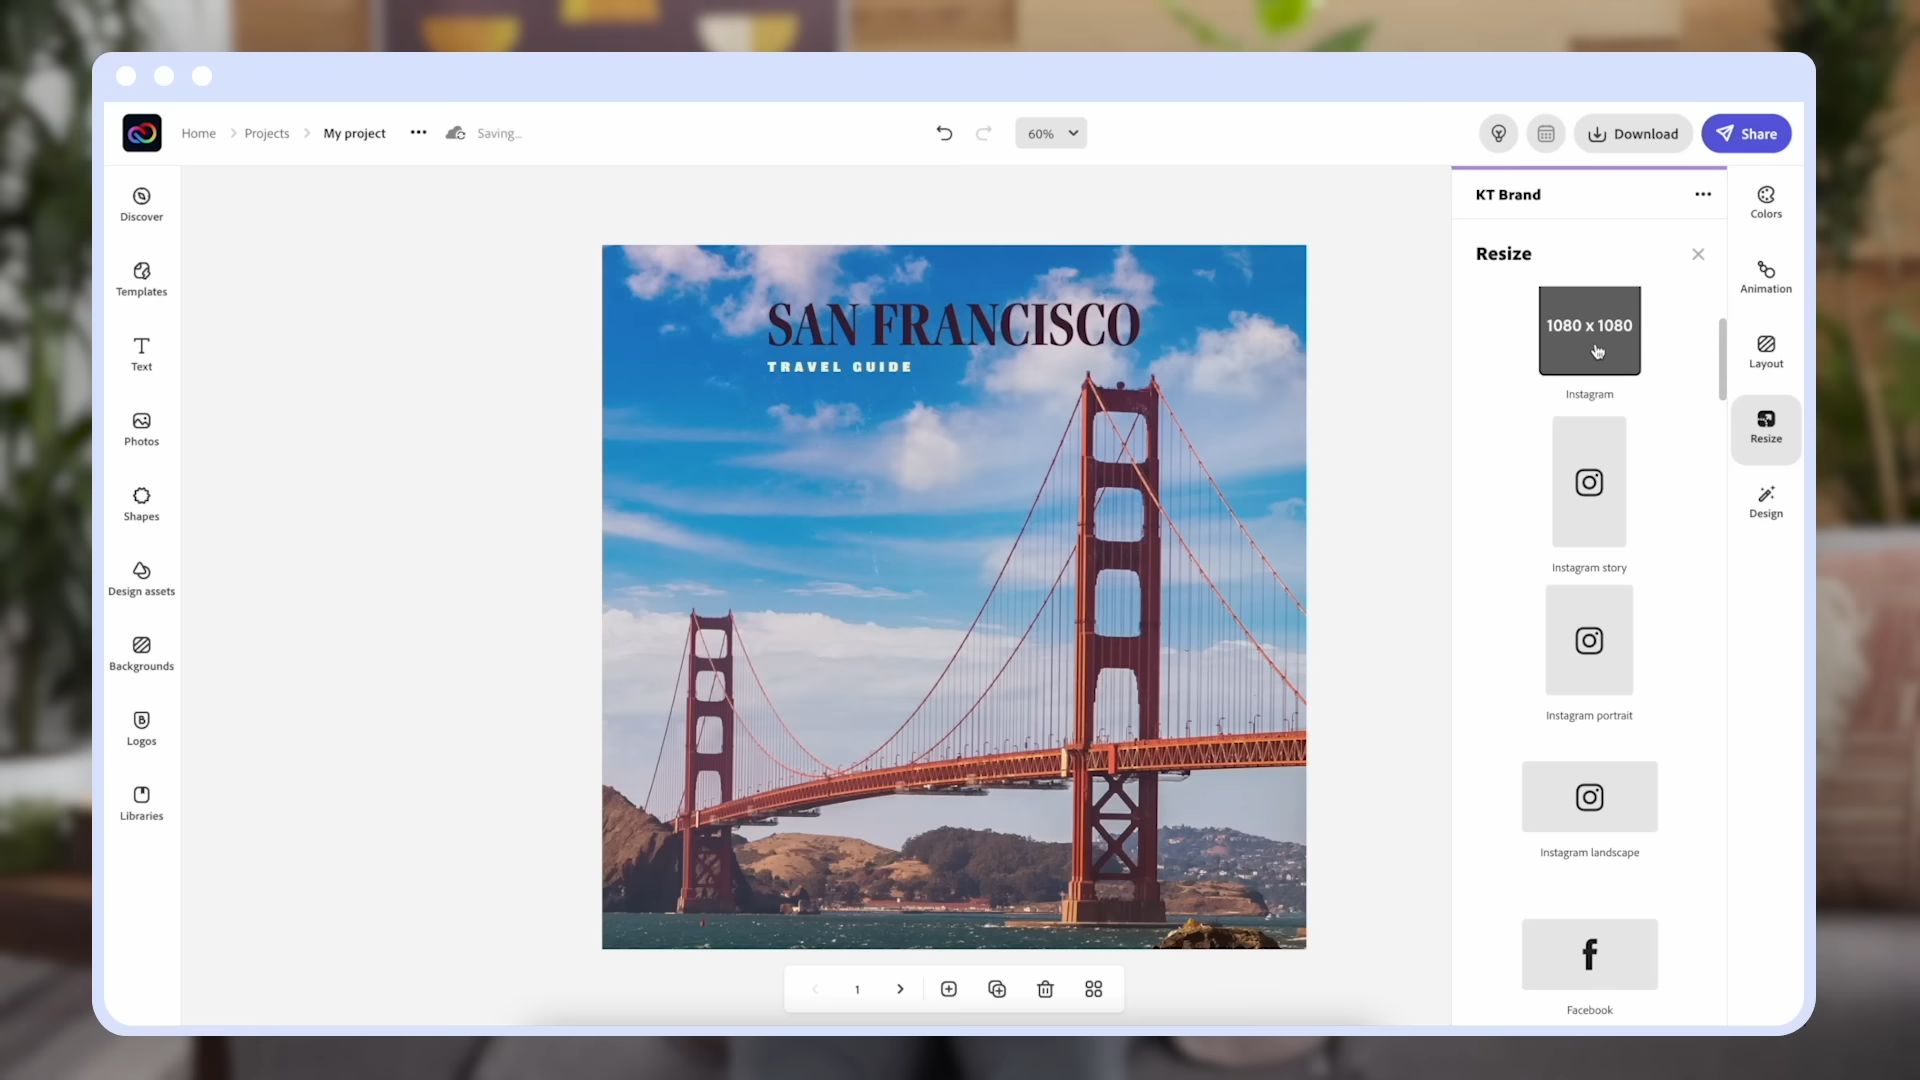 Home
Projects
My project
Saving...
60%
Download
Share
Discover
Templates
Text
Photos
Shapes
Design assets
Backgrounds
B
Logos
Libraries
SAN FRANCISCO
TRAVEL GUIDE
1
KT Brand
Resize
1080 x 1080
Instagram
Instagram story
Instagram portrait
Instagram landscape
f
Facebook
Colors
Animation
Layout
Resize
Design